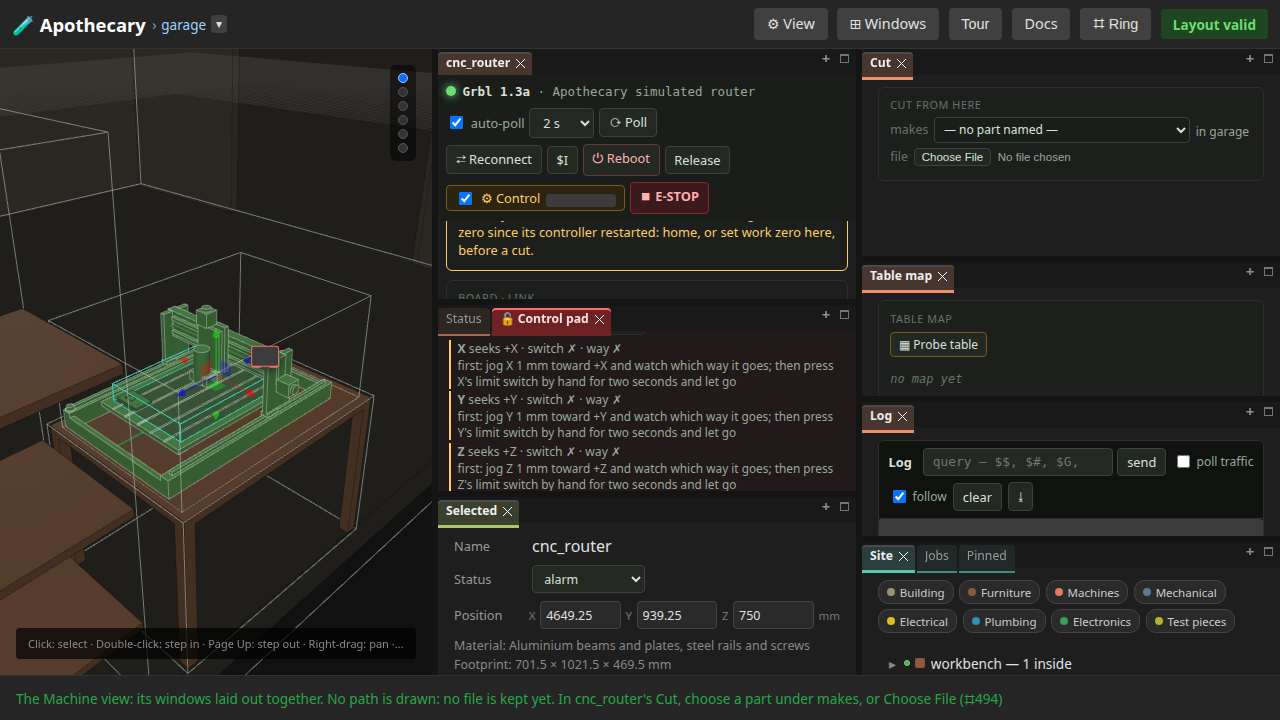 🧪 Apothecary › garage ▾
⚙ View
⊞ Windows
Tour
Docs
⌗ Ring
Layout valid
cnc_router
Grbl 1.3a · Apothecary simulated router
auto-poll 2 s ⟳ Poll
⇄ Reconnect $I ⏻ Reboot Release
⚙ Control ⏹ E-STOP
zero since its controller restarted: home, or set work zero here,
before a cut.
BOARD · LINK
Status 🔓 Control pad
X seeks +X · switch ✗ · way ✗
first: jog X 1 mm toward +X and watch which way it goes; then press
X's limit switch by hand for two seconds and let go
Y seeks +Y · switch ✗ · way ✗
first: jog Y 1 mm toward +Y and watch which way it goes; then press
Y's limit switch by hand for two seconds and let go
Z seeks +Z · switch ✗ · way ✗
first: jog Z 1 mm toward +Z and watch which way it goes; then press
Z's limit switch by hand for two seconds and let go
Selected
Name cnc_router
Status alarm
Position X 4649.25 Y 939.25 Z 750 mm
Material: Aluminium beams and plates, steel rails and screws
Footprint: 701.5 × 1021.5 × 469.5 mm
Cut
CUT FROM HERE
makes — no part named — in garage
file Choose File No file chosen
Table map
TABLE MAP
▦ Probe table
no map yet
Log
Log query — $$, $#, $G, send poll traffic
follow clear ⭳
Site Jobs Pinned
Building Furniture Machines Mechanical
Electrical Plumbing Electronics Test pieces
▸ workbench — 1 inside
Click: select · Double-click: step in · Page Up: step out · Right-drag: pan ·…
The Machine view: its windows laid out together. No path is drawn: no file is kept yet. In cnc_router's Cut, choose a part under makes, or Choose File (⌗494)